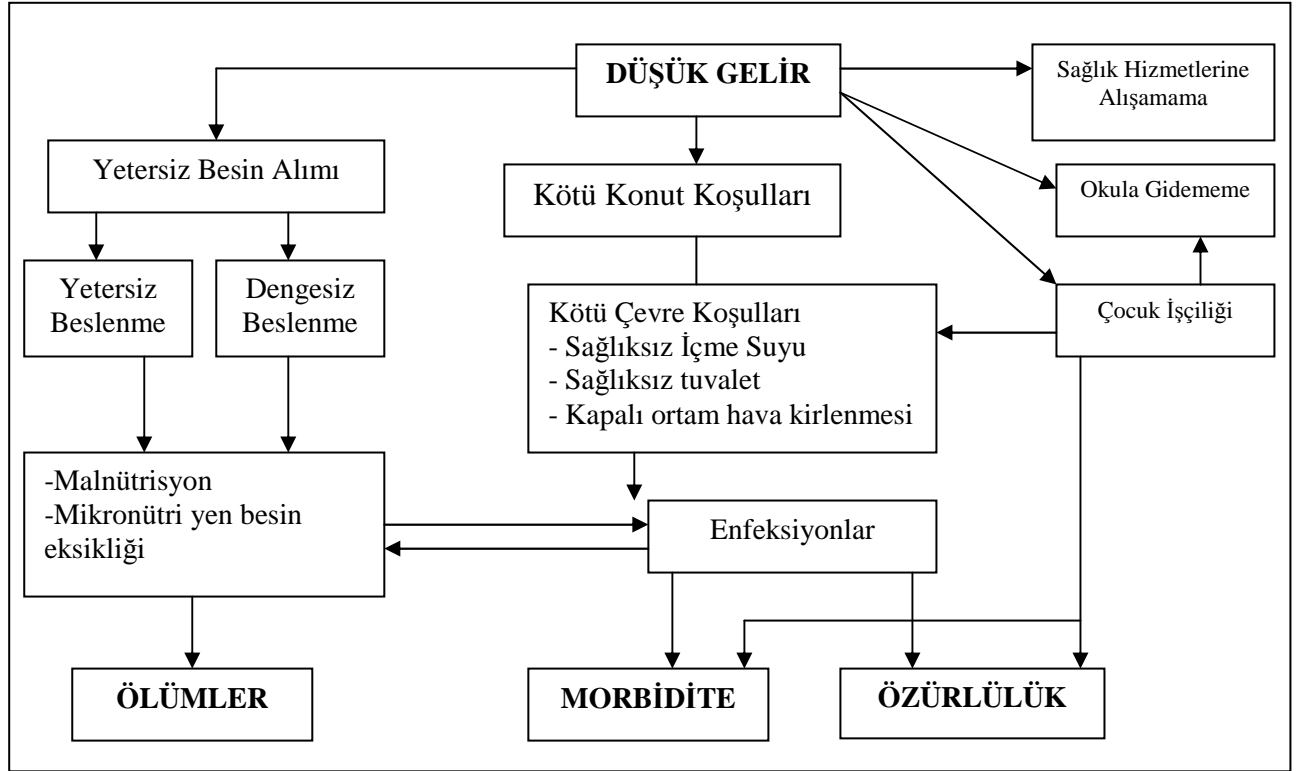 DÜŞÜK GELİR
Sağlık Hizmetlerine
Alışamama
Yetersiz Besin Alımı
Kötü Konut Koşulları
Okula Gidememe
Yetersiz
Beslenme
Dengesiz
Beslenme
Kötü Çevre Koşulları
- Sağlıksız İçme Suyu
- Sağlıksız tuvalet
- Kapalı ortam hava kirlenmesi
Çocuk İşçiliği
-Malnütrisyon
-Mikronütri yen besin
eksikliği
Enfeksiyonlar
ÖLÜMLER
MORBİDİTE
ÖZÜRLÜLÜK